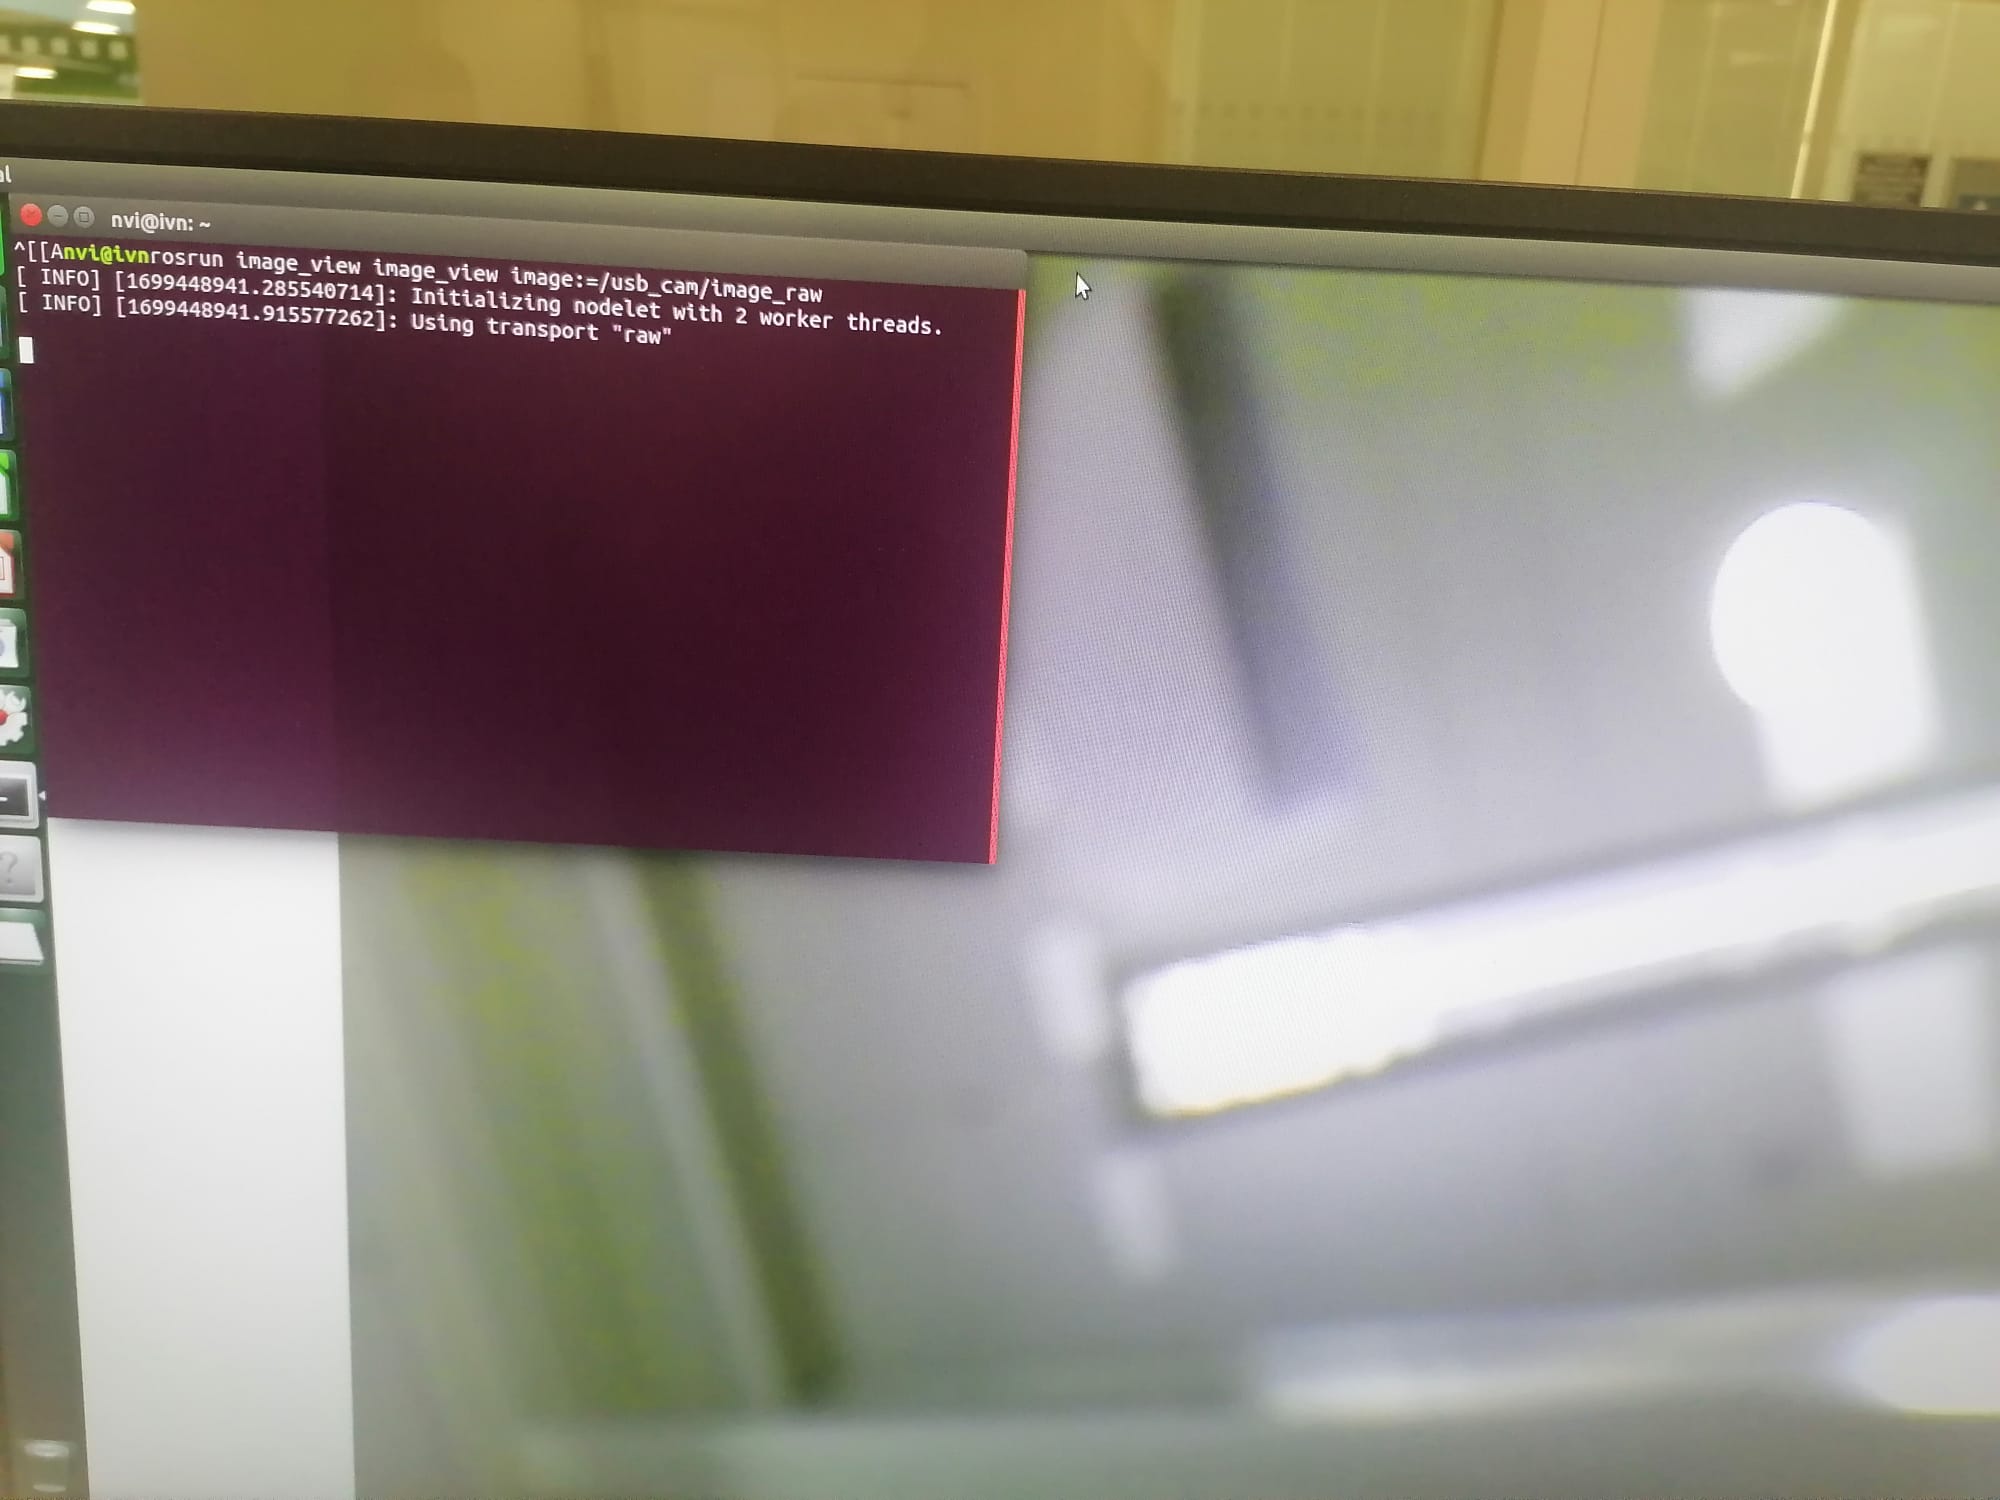 al
nvi@ivn: ~
^[[Anvi@ivnrosrun image_view image_view image:=/usb_cam/image_raw
[ INFO] [1699448941.285540714]: Initializing nodelet with 2 worker threads.
[ INFO] [1699448941.915577262]: Using transport "raw"